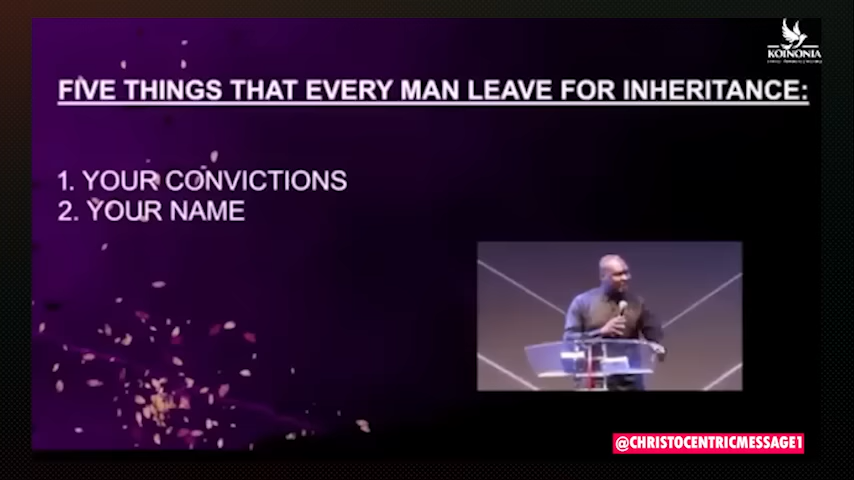 KOINONIA
FIVE THINGS THAT EVERY MAN LEAVE FOR INHERITANCE:
1. YOUR CONVICTIONS
2. YOUR NAME
@CHRISTOCENTRICMESSAGE1